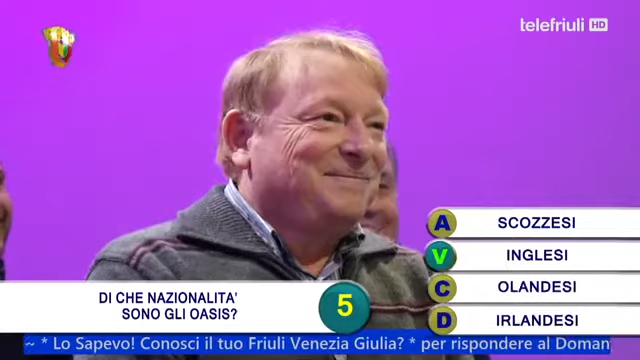 telefriuli HD
A SCOZZESI
V INGLESI
C OLANDESI
D IRLANDESI
DI CHE NAZIONALITA'
SONO GLI OASIS?
5
~ * Lo Sapevo! Conosci il tuo Friuli Venezia Giulia? * per rispondere al Doman